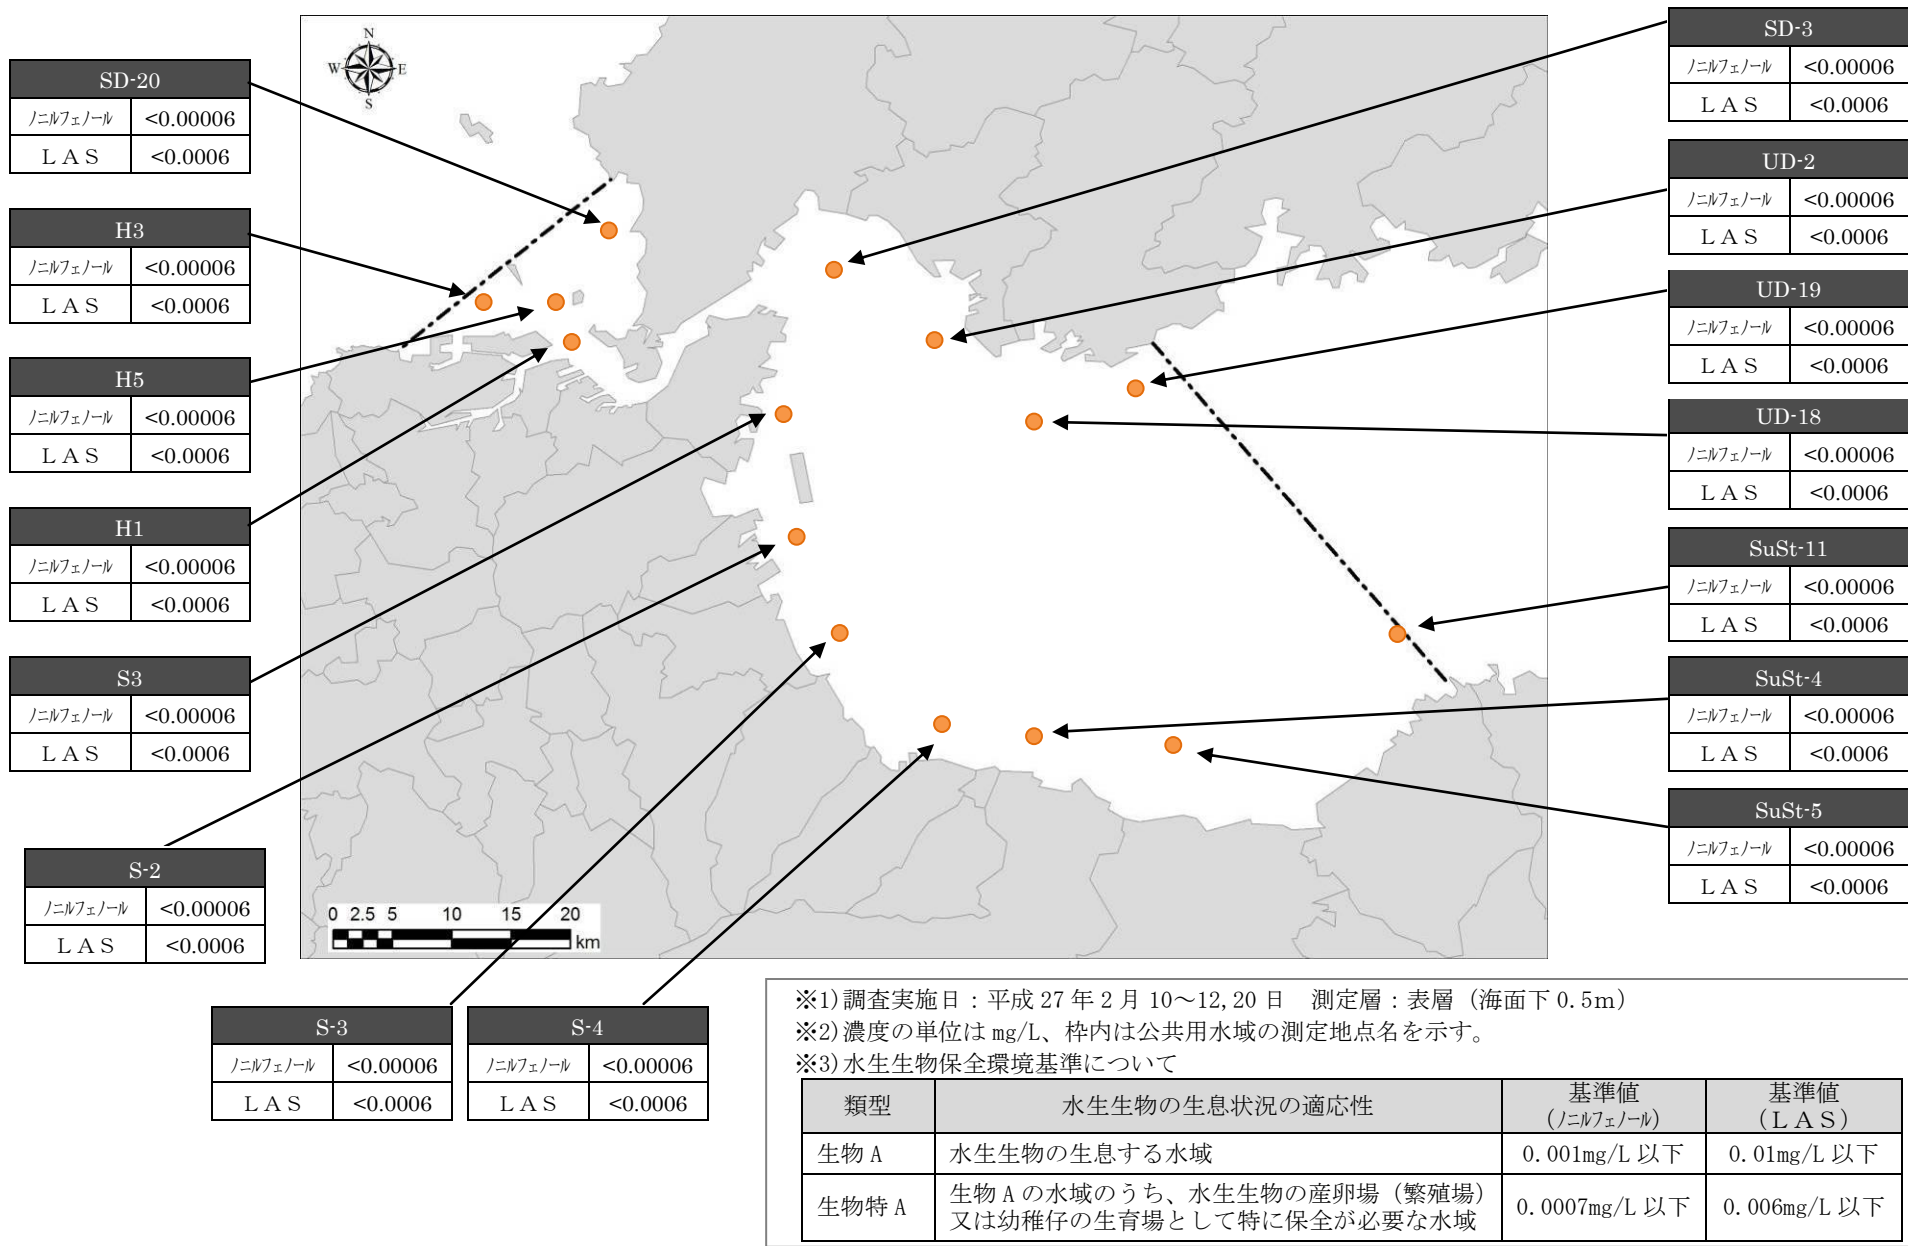 N
W E
S
SD-20
ノニルフェノール <0.00006
LAS <0.0006
H3
ノニルフェノール <0.00006
LAS <0.0006
H5
ノニルフェノール <0.00006
LAS <0.0006
H1
ノニルフェノール <0.00006
LAS <0.0006
S3
ノニルフェノール <0.00006
LAS <0.0006
S-2
ノニルフェノール <0.00006
LAS <0.0006
S-3
ノニルフェノール <0.00006
LAS <0.0006
S-4
ノニルフェノール <0.00006
LAS <0.0006
SD-3
ノニルフェノール <0.00006
LAS <0.0006
UD-2
ノニルフェノール <0.00006
LAS <0.0006
UD-19
ノニルフェノール <0.00006
LAS <0.0006
UD-18
ノニルフェノール <0.00006
LAS <0.0006
SuSt-11
ノニルフェノール <0.00006
LAS <0.0006
SuSt-4
ノニルフェノール <0.00006
LAS <0.0006
SuSt-5
ノニルフェノール <0.00006
LAS <0.0006
0 2.5 5 10 15 20
km
※1)調査実施日：平成 27 年 2 月 10～12,20 日 測定層：表層（海面下 0.5m）
※2)濃度の単位は mg/L、枠内は公共用水域の測定地点名を示す。
※3)水生生物保全環境基準について
類型 水生生物の生息状況の適応性 基準値（ノニルフェノール） 基準値（LAS）
生物 A 水生生物の生息する水域 0.001mg/L 以下 0.01mg/L 以下
生物特 A 生物 A の水域のうち、水生生物の産卵場（繁殖場） 0.0007mg/L 以下 0.006mg/L 以下
又は幼稚仔の生育場として特に保全が必要な水域